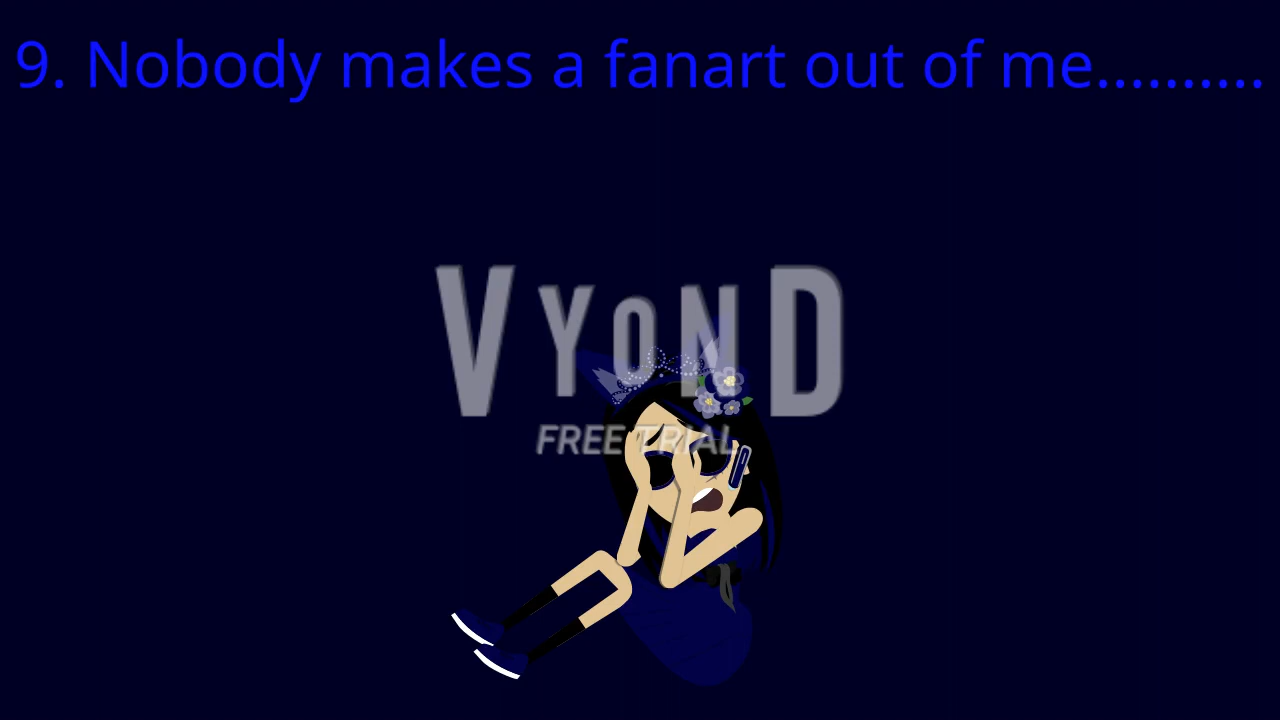 9. Nobody makes a fanart out of me..........
VYOND
FREE TRIAL